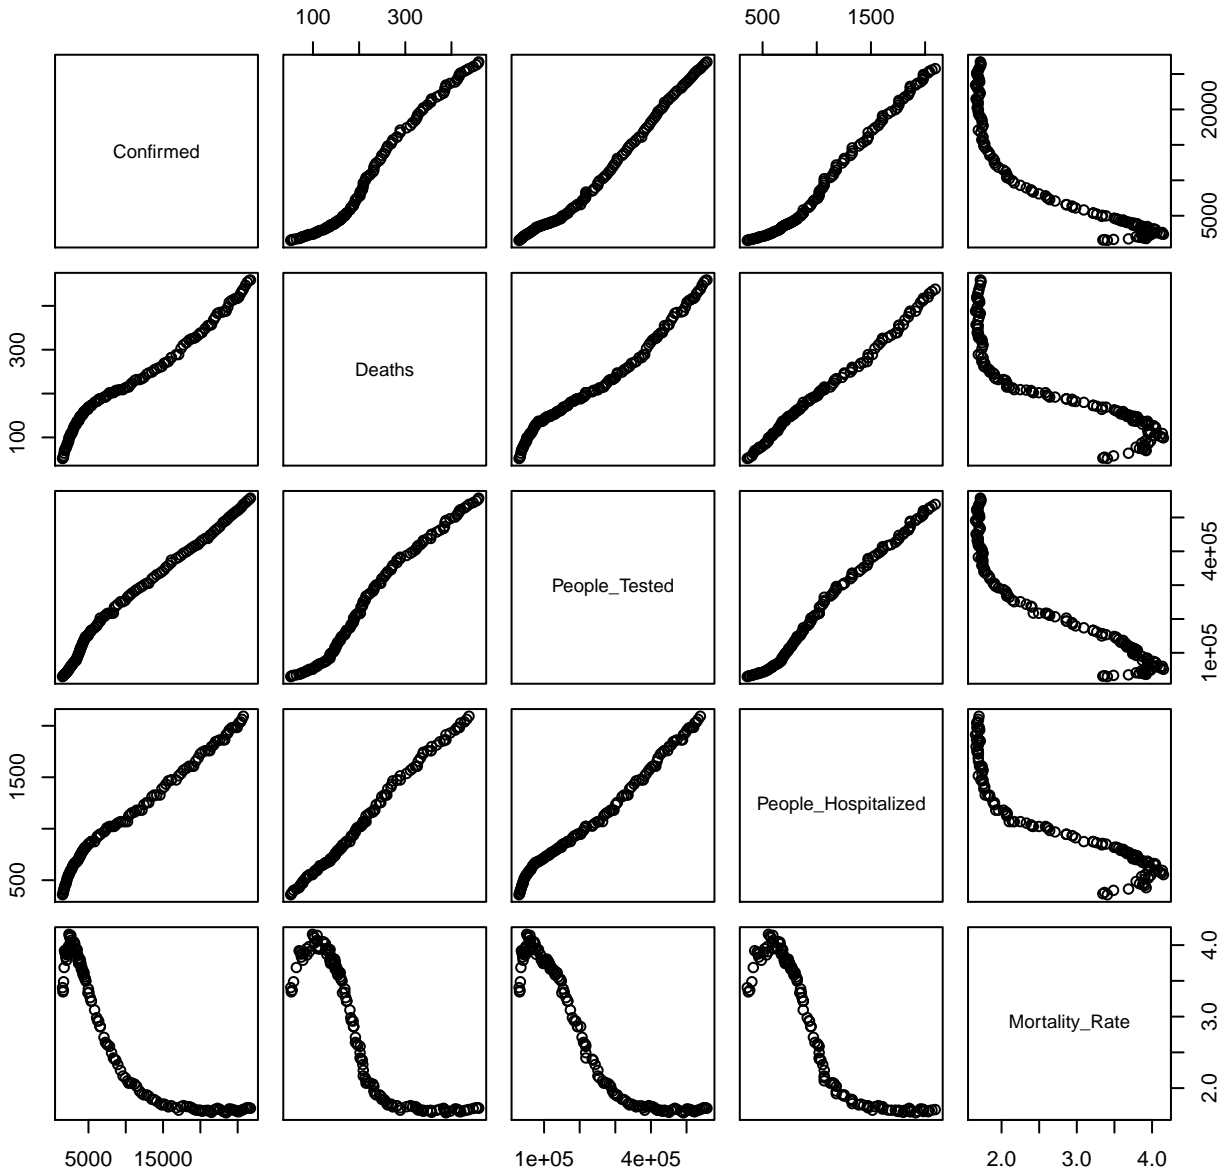 100 300 500 1500
Confirmed
5000 20000
100 300
Deaths
People_Tested
1e+05 4e+05
500 1500
People_Hospitalized
Mortality_Rate
2.0 3.0 4.0
5000 15000 1e+05 4e+05 2.0 3.0 4.0